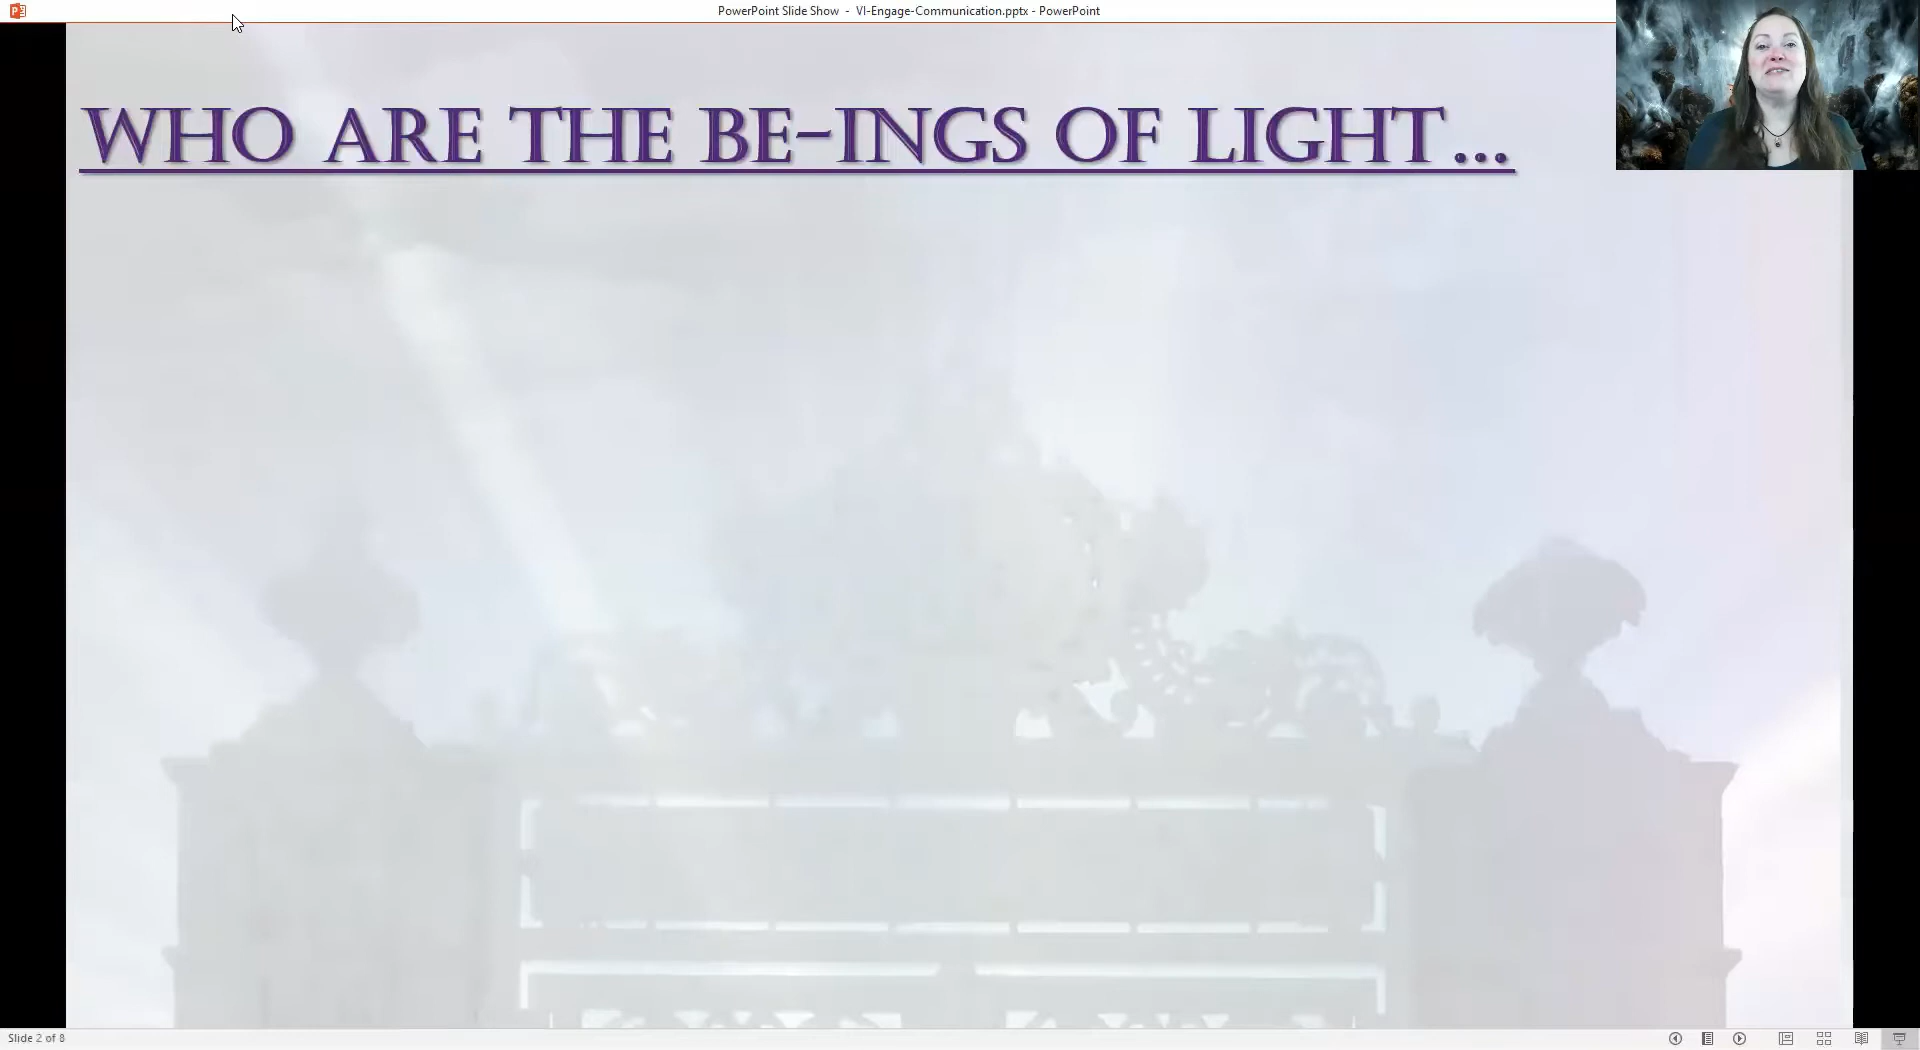 PowerPoint Slide Show - VI-Engage-Communication.pptx - PowerPoint
WHO ARE THE BE-INGS OF LIGHT...
Slide 2 of 8